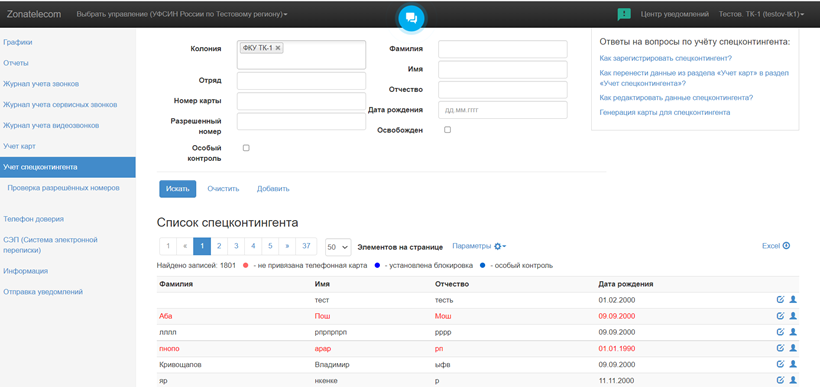 Zonatelecom Выбрать управление (УФСИН России по Тестовому региону) Центр уведомлений Тестов. ТК-1 (testov-tk1)
Графики
Отчеты
Журнал учета звонков
Журнал учета сервисных звонков
Журнал учета видеозвонков
Учет карт
Учет спецконтингента
Проверка разрешённых номеров
Телефон доверия
СЭП (Система электронной
переписки)
Информация
Отправка уведомлений
Колония ФКУ ТК-1 ×
Отряд
Номер карты
Разрешенный
номер
Особый
контроль
Фамилия
Имя
Отчество
Дата рождения дд.мм.гггг
Освобожден
Ответы на вопросы по учёту спецконтингента:
Как зарегистрировать спецконтингент?
Как перенести данные из раздела «Учет карт» в раздел
«Учет спецконтингента»?
Как редактировать данные спецконтингента?
Генерация карты для спецконтингента
Искать Очистить Добавить
Список спецконтингента
1 « 1 2 3 4 5 » 37 50 Элементов на странице Параметры Excel
Найдено записей: 1801 - не привязана телефонная карта - установлена блокировка - особый контроль
Фамилия Имя Отчество Дата рождения
тест тесть 01.02.2000
Аба Пош Мош 09.09.2000
лллл рпрпрпрп рррр 09.09.2000
пнопо арар рп 01.01.1990
Кривощапов Владимир ыфв 09.09.2000
яр нкенке р 11.11.2000